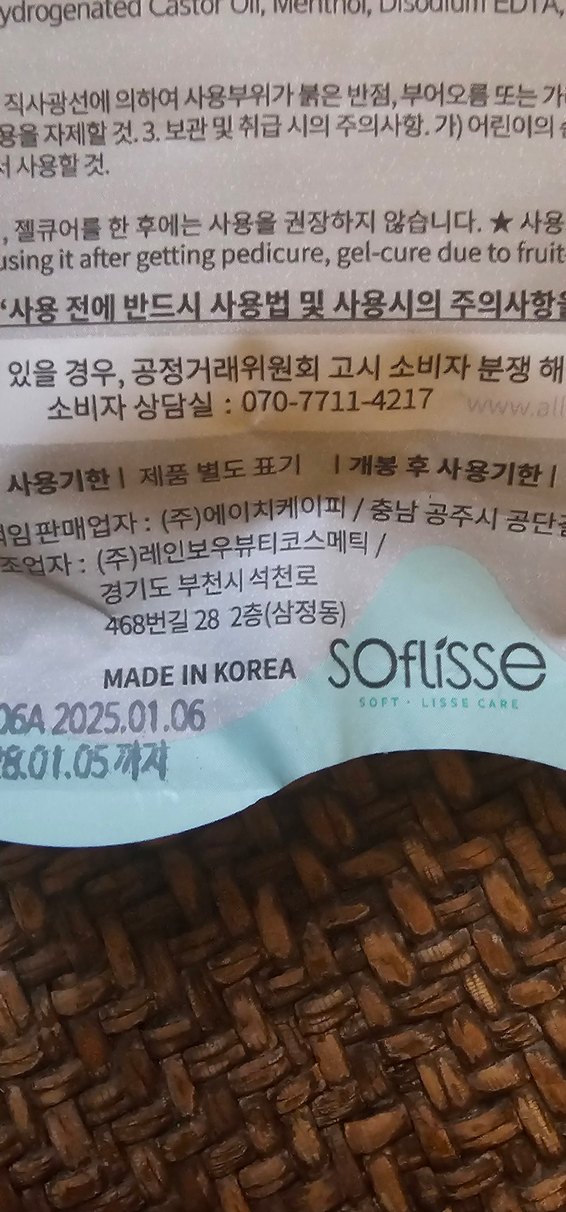 ydrogenated Castor Oil, Menthol, Disodium EDTA,
직사광선에 의하여 사용부위가 붉은 반점, 부어오름 또는 가
용을 자제할 것. 3. 보관 및 취급 시의 주의사항. 가) 어린이의
서 사용할 것.
, 젤큐어를 한 후에는 사용을 권장하지 않습니다. ★ 사용
using it after getting pedicure, gel-cure due to fruit
'사용 전에 반드시 사용법 및 사용시의 주의사항을
있을 경우, 공정거래위원회 고시 소비자 분쟁 해
소비자 상담실 : 070-7711-4217 www.all
사용기한 | 제품 별도 표기 | 개봉 후 사용기한 |
책임판매업자 : (주)에이치케이피 / 충남 공주시 공단길
조업자 : (주)레인보우뷰티코스메틱 /
경기도 부천시 석천로
468번길 28 2층(삼정동)
MADE IN KOREA
SOflisse
SOFT · LISSE CARE
06A 2025.01.06
28.01.05 까지